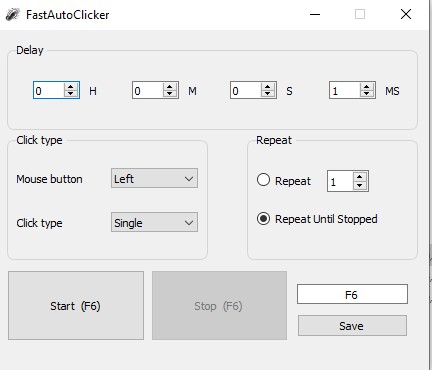 FastAutoClicker
Delay
0 H 0 M 0 S 1 MS
Click type
Mouse button Left
Click type Single
Repeat
Repeat 1
Repeat Until Stopped
Start (F6)
Stop (F6)
F6
Save